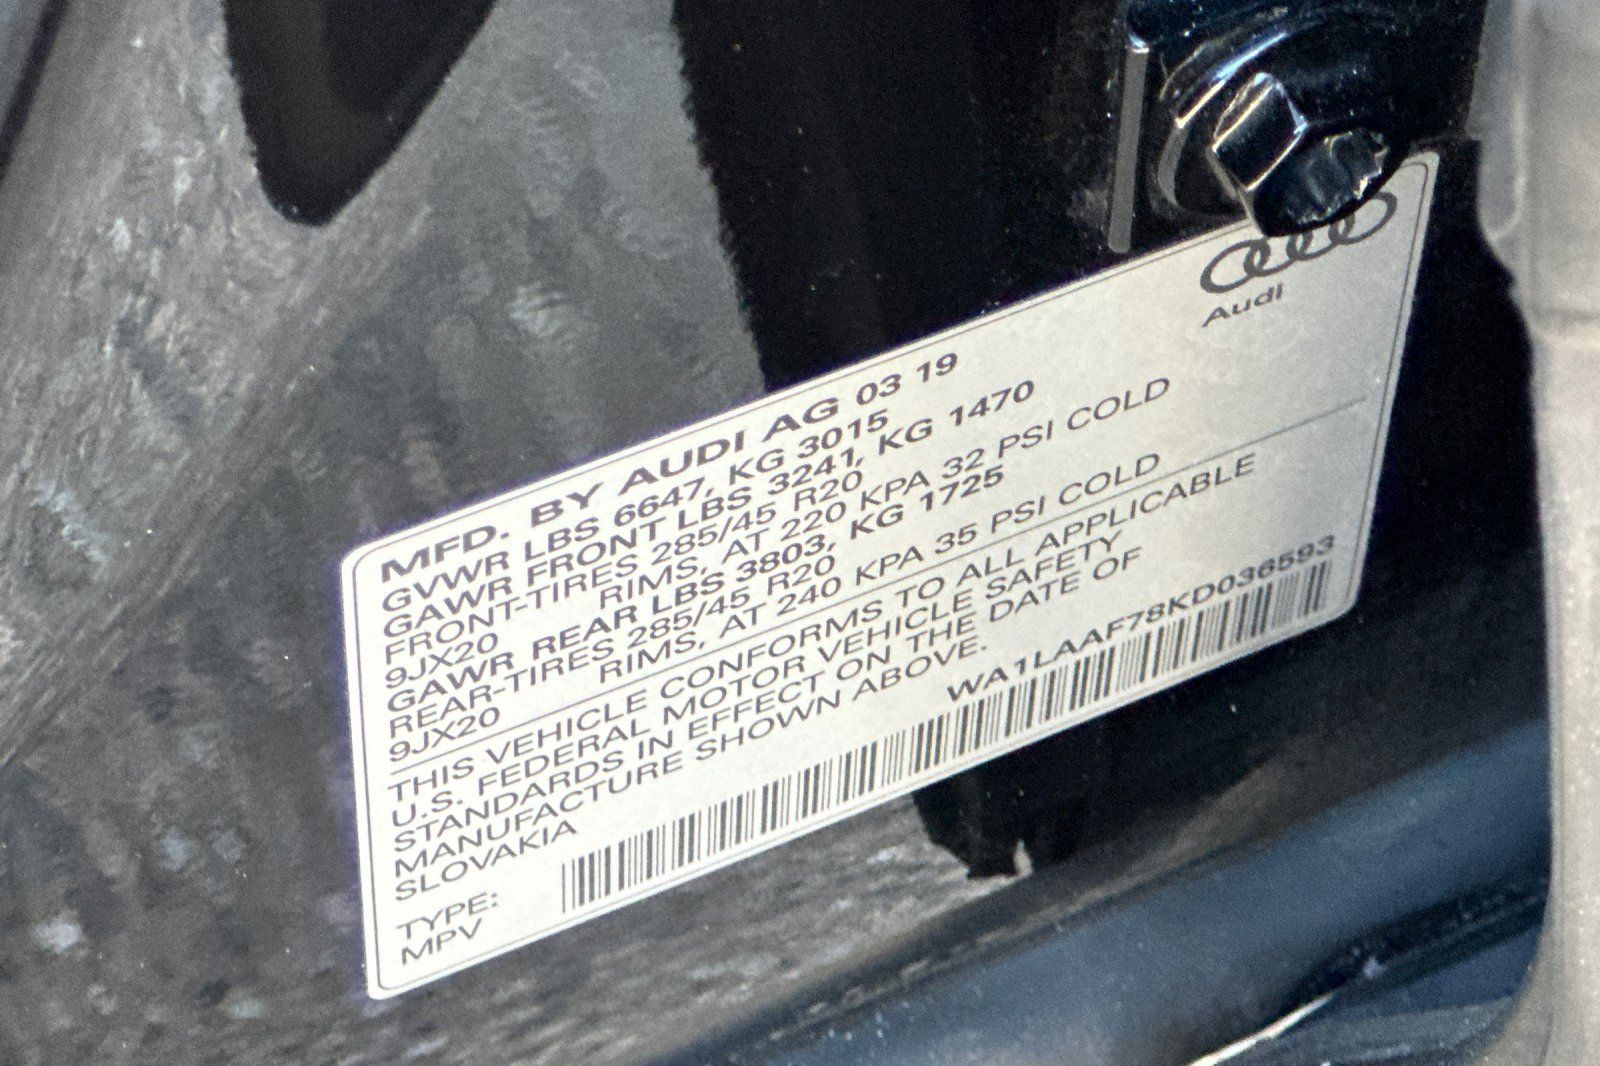 Audi
MFD. BY AUDI AG 03 19
GVWR LBS 6647, KG 3015
GAWR FRONT LBS 3241, KG 1470
FRONT-TIRES 285/45 R20
9JX20 RIMS, AT 220 KPA 32 PSI COLD
GAWR REAR LBS 3803, KG 1725
REAR-TIRES 285/45 R20
9JX20 RIMS, AT 240 KPA 35 PSI COLD
THIS VEHICLE CONFORMS TO ALL APPLICABLE
U.S. FEDERAL MOTOR VEHICLE SAFETY
STANDARDS IN EFFECT ON THE DATE OF
MANUFACTURE SHOWN ABOVE.
SLOVAKIA
WA1LAAF78KD036593
TYPE:
MPV